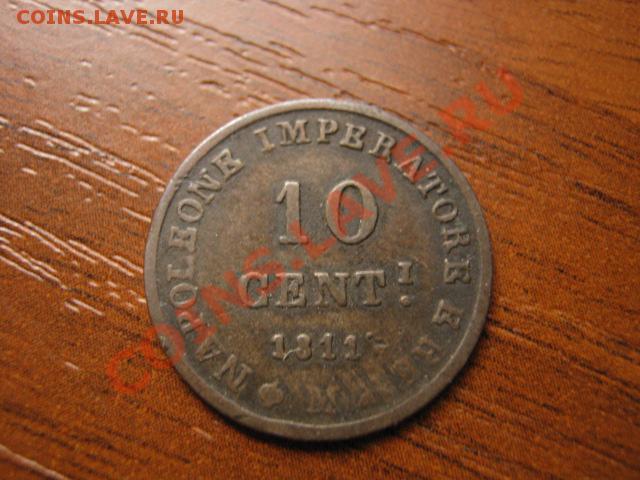 COINS.LAVE.RU
NAPOLEONE IMPERATORE E RE
10
CENT.I
1811
M
COINS.LAVE.RU